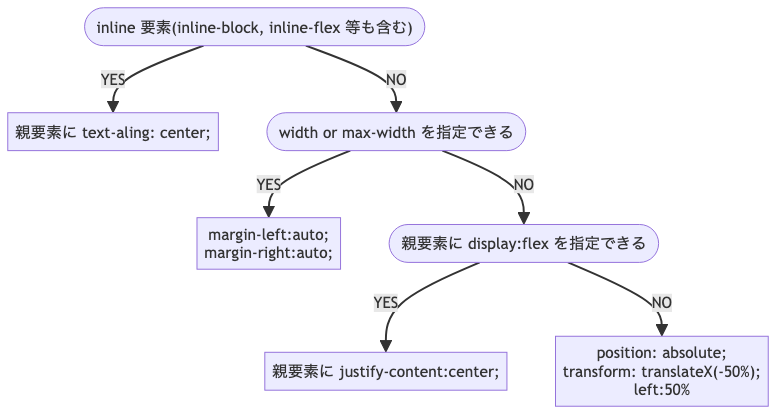 inline 要素(inline-block, inline-flex 等も含む)
YES
NO
親要素に text-aling: center;
width or max-width を指定できる
YES
NO
margin-left:auto;
margin-right:auto;
親要素に display:flex を指定できる
YES
NO
親要素に justify-content:center;
position: absolute;
transform: translateX(-50%);
left:50%